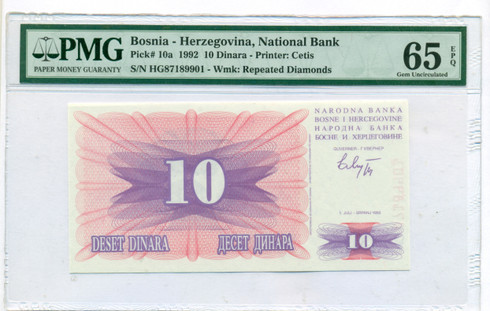 PMG
PAPER MONEY GUARANTY
Bosnia - Herzegovina, National Bank
Pick# 10a 1992 10 Dinara - Printer: Cetis
S/N HG87189901 - Wmk: Repeated Diamonds
65 EPQ
Gem Uncirculated
NARODNA BANKA
BOSNE I HERCEGOVINE
НАРОДНА БАНКА
БОСНЕ И ХЕРЦЕГОВИНЕ
10
DESET DINARA
ДЕСЕТ ДИНАРА
10